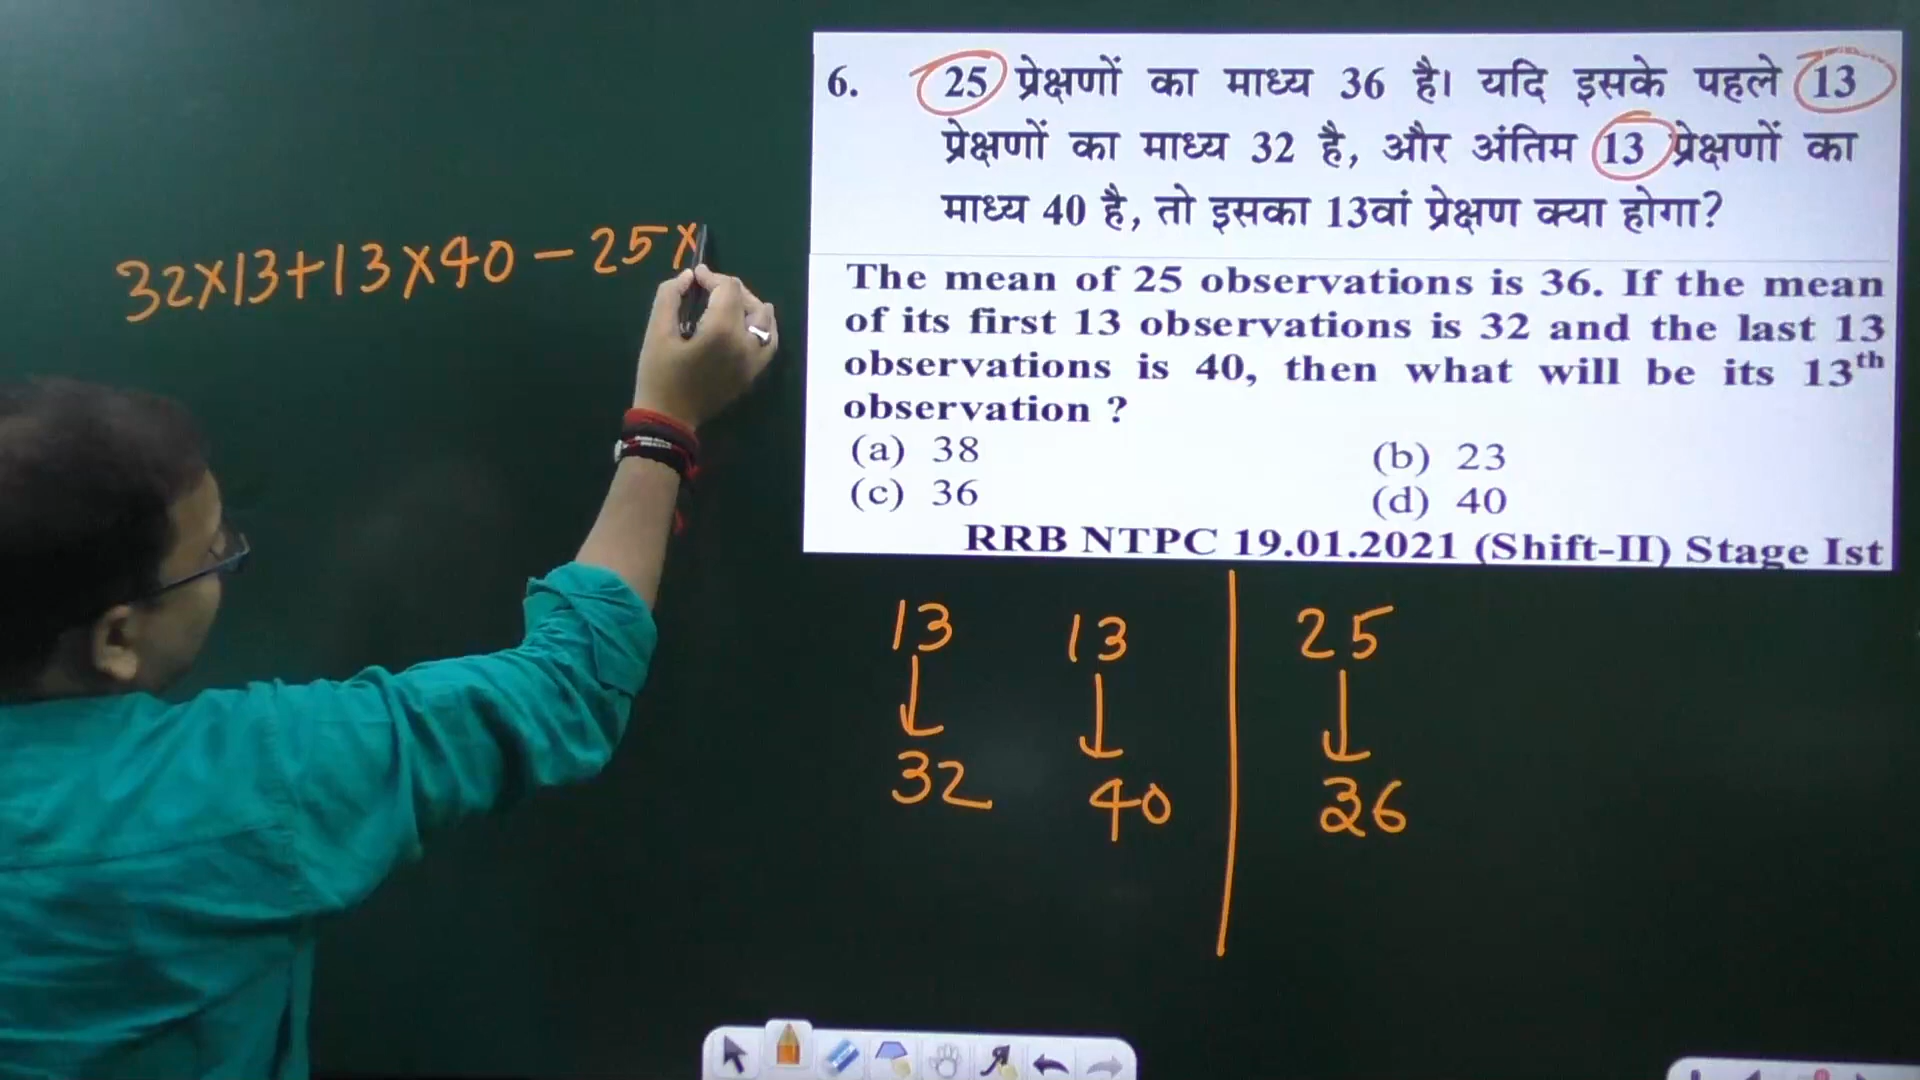 6. 25 प्रेक्षणों का माध्य 36 है। यदि इसके पहले 13
प्रेक्षणों का माध्य 32 है, और अंतिम 13 प्रेक्षणों का
माध्य 40 है, तो इसका 13वां प्रेक्षण क्या होगा?
The mean of 25 observations is 36. If the mean
of its first 13 observations is 32 and the last 13
observations is 40, then what will be its 13th
observation ?
(a) 38 (b) 23
(c) 36 (d) 40
RRB NTPC 19.01.2021 (Shift-II) Stage Ist
32×13+13×40-25×
13 13 25
32 40 36